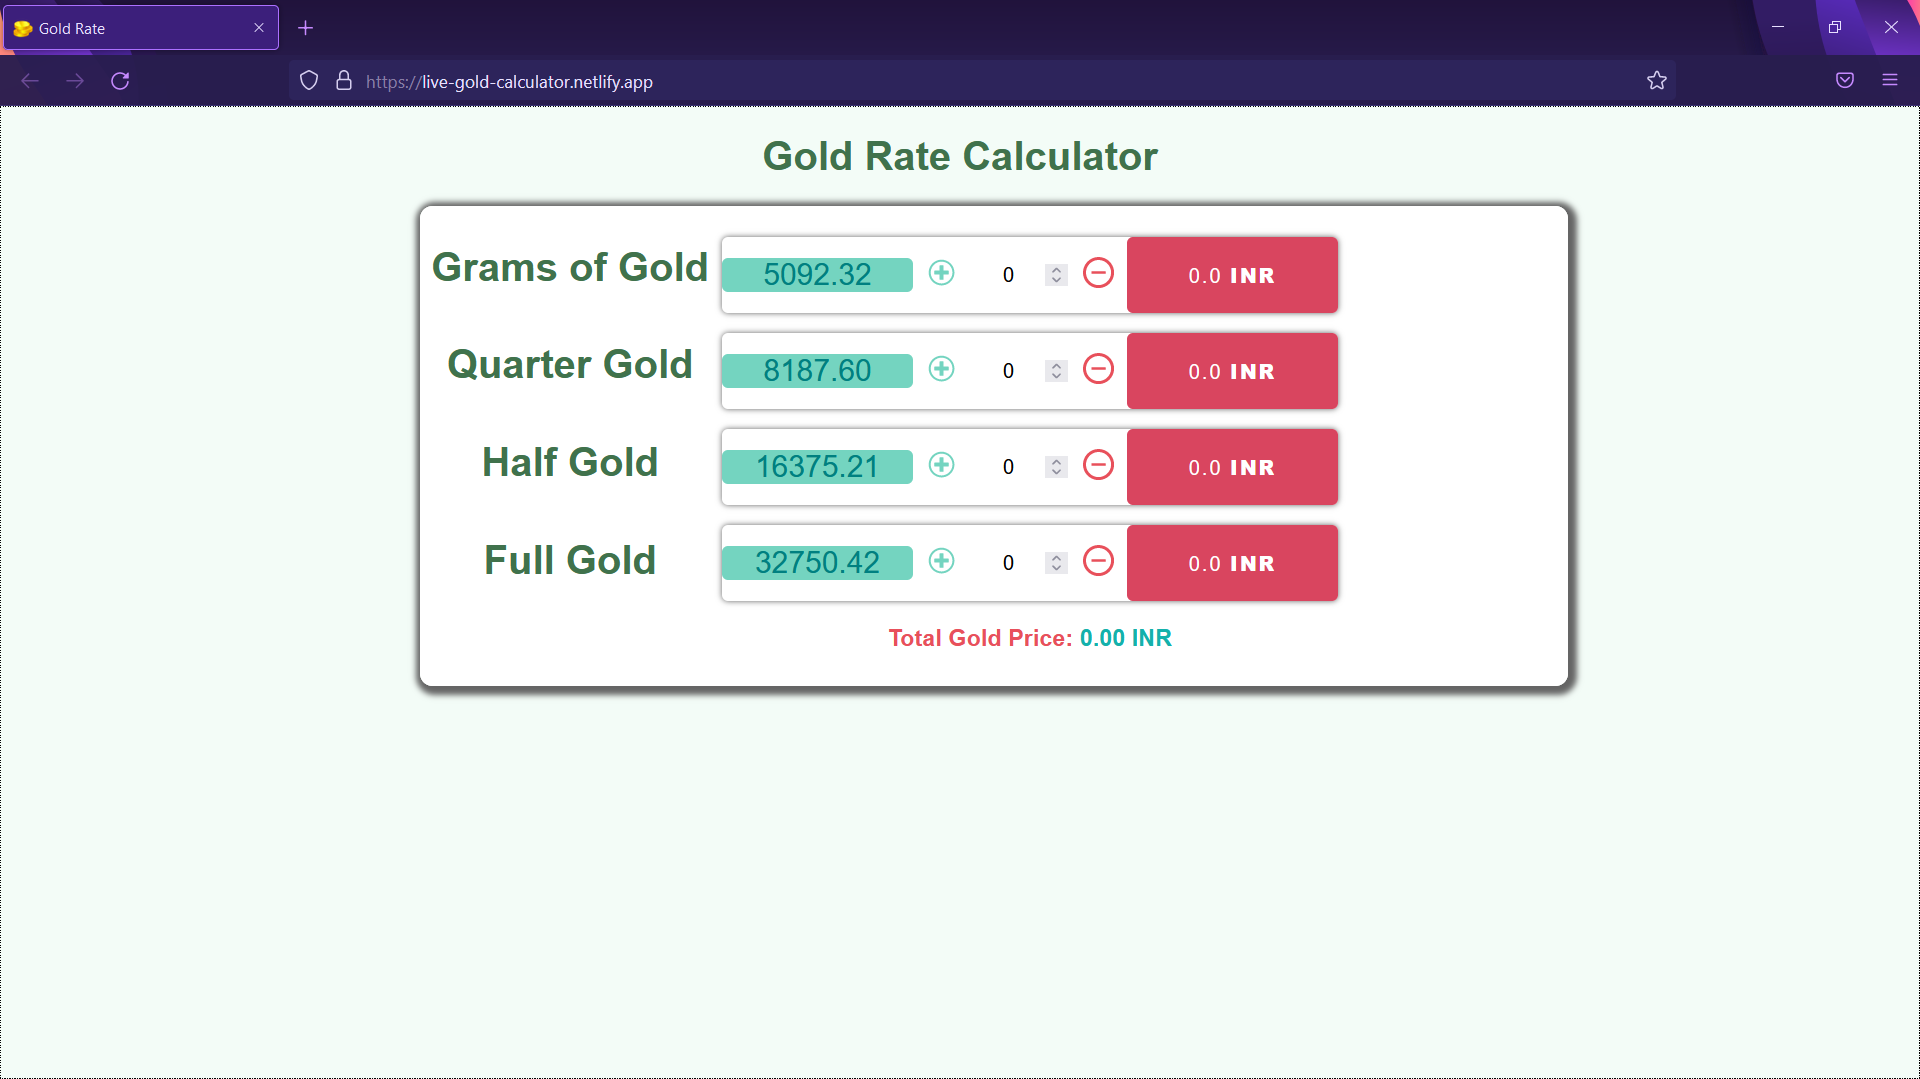 Gold Rate
https://live-gold-calculator.netlify.app
Gold Rate Calculator
Grams of Gold 5092.32 0 0.0 INR
Quarter Gold 8187.60 0 0.0 INR
Half Gold 16375.21 0 0.0 INR
Full Gold 32750.42 0 0.0 INR
Total Gold Price: 0.00 INR